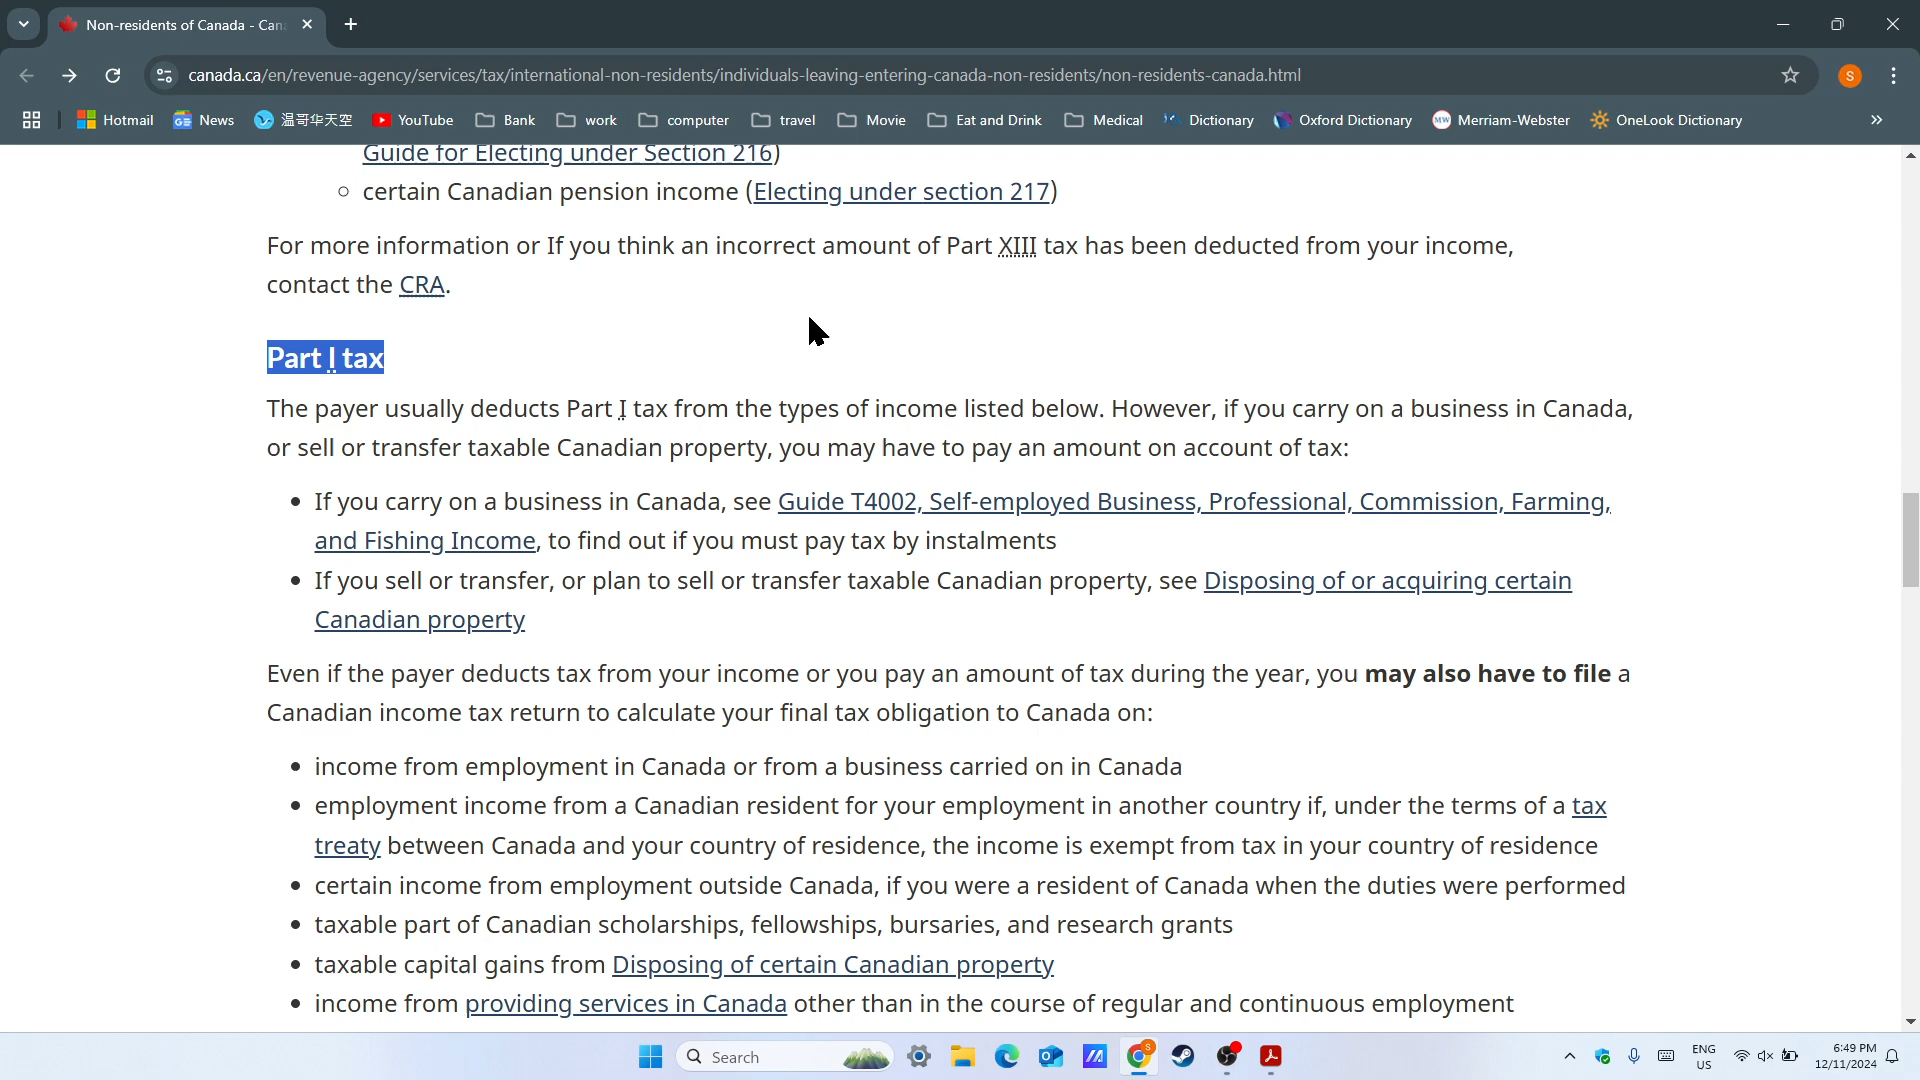 Non-residents of Canada - Can
canada.ca/en/revenue-agency/services/tax/international-non-residents/individuals-leaving-entering-canada-non-residents/non-residents-canada.html
S
Hotmail
News
温哥华天空
YouTube
Bank
work
computer
travel
Movie
Eat and Drink
Medical
Dictionary
Oxford Dictionary
Merriam-Webster
OneLook Dictionary
Guide for Electing under Section 216)
certain Canadian pension income (Electing under section 217)
For more information or If you think an incorrect amount of Part XIII tax has been deducted from your income,
contact the CRA.
Part I tax
The payer usually deducts Part I tax from the types of income listed below. However, if you carry on a business in Canada,
or sell or transfer taxable Canadian property, you may have to pay an amount on account of tax:
If you carry on a business in Canada, see Guide T4002, Self-employed Business, Professional, Commission, Farming,
and Fishing Income, to find out if you must pay tax by instalments
If you sell or transfer, or plan to sell or transfer taxable Canadian property, see Disposing of or acquiring certain
Canadian property
Even if the payer deducts tax from your income or you pay an amount of tax during the year, you may also have to file a
Canadian income tax return to calculate your final tax obligation to Canada on:
income from employment in Canada or from a business carried on in Canada
employment income from a Canadian resident for your employment in another country if, under the terms of a tax
treaty between Canada and your country of residence, the income is exempt from tax in your country of residence
certain income from employment outside Canada, if you were a resident of Canada when the duties were performed
taxable part of Canadian scholarships, fellowships, bursaries, and research grants
taxable capital gains from Disposing of certain Canadian property
income from providing services in Canada other than in the course of regular and continuous employment
Search
ENG
US
6:49 PM
12/11/2024